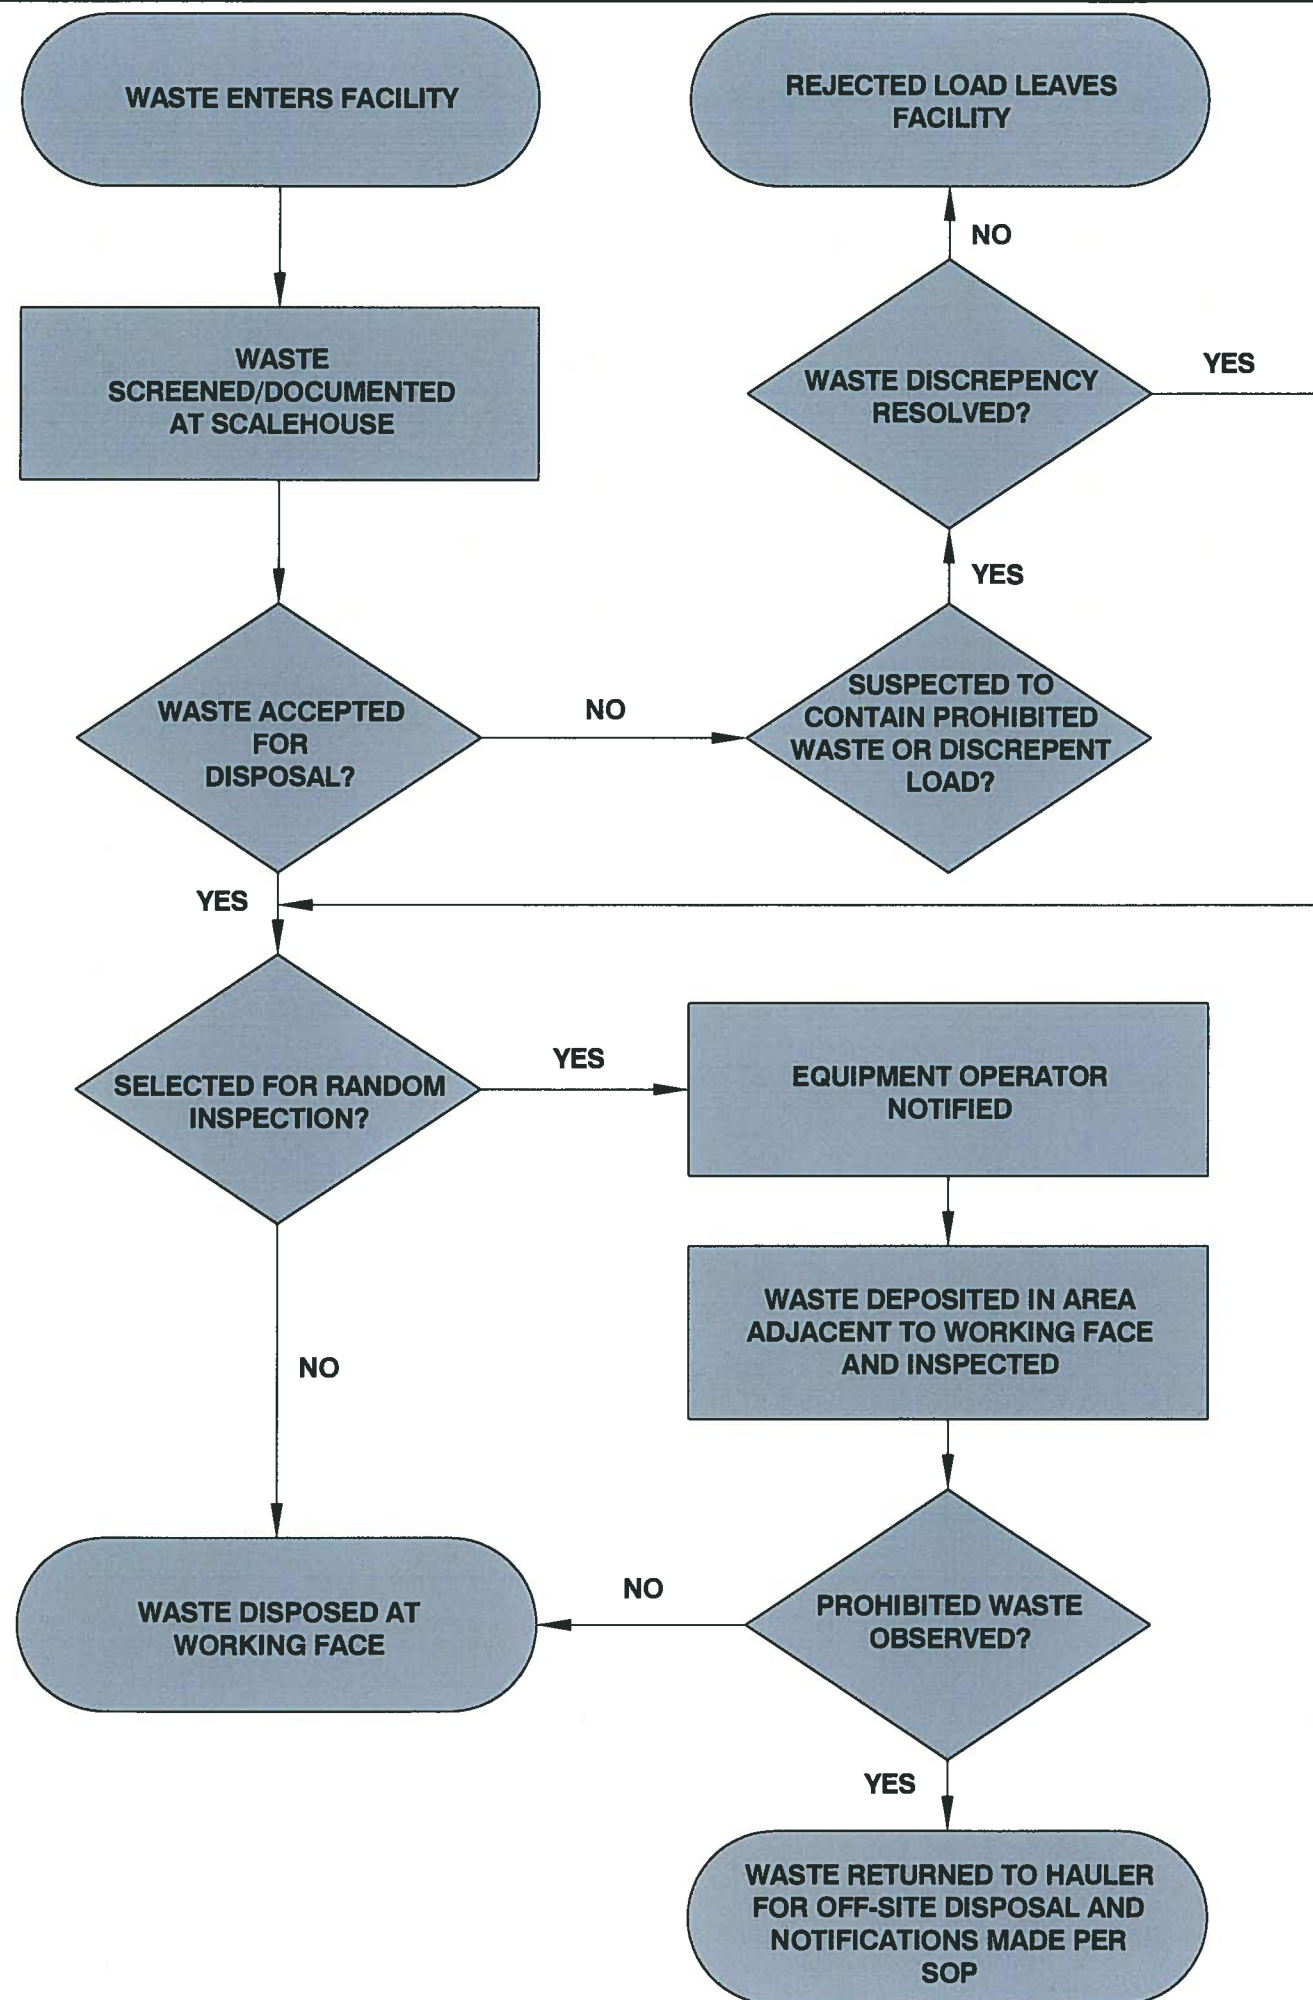 WASTE ENTERS FACILITY
REJECTED LOAD LEAVES
FACILITY
NO
WASTE
SCREENED/DOCUMENTED
AT SCALEHOUSE
WASTE DISCREPENCY
RESOLVED?
YES
YES
WASTE ACCEPTED
FOR
DISPOSAL?
NO
SUSPECTED TO
CONTAIN PROHIBITED
WASTE OR DISCREPENT
LOAD?
YES
SELECTED FOR RANDOM
INSPECTION?
YES
EQUIPMENT OPERATOR
NOTIFIED
WASTE DEPOSITED IN AREA
ADJACENT TO WORKING FACE
AND INSPECTED
NO
WASTE DISPOSED AT
WORKING FACE
NO
PROHIBITED WASTE
OBSERVED?
YES
WASTE RETURNED TO HAULER
FOR OFF-SITE DISPOSAL AND
NOTIFICATIONS MADE PER
SOP